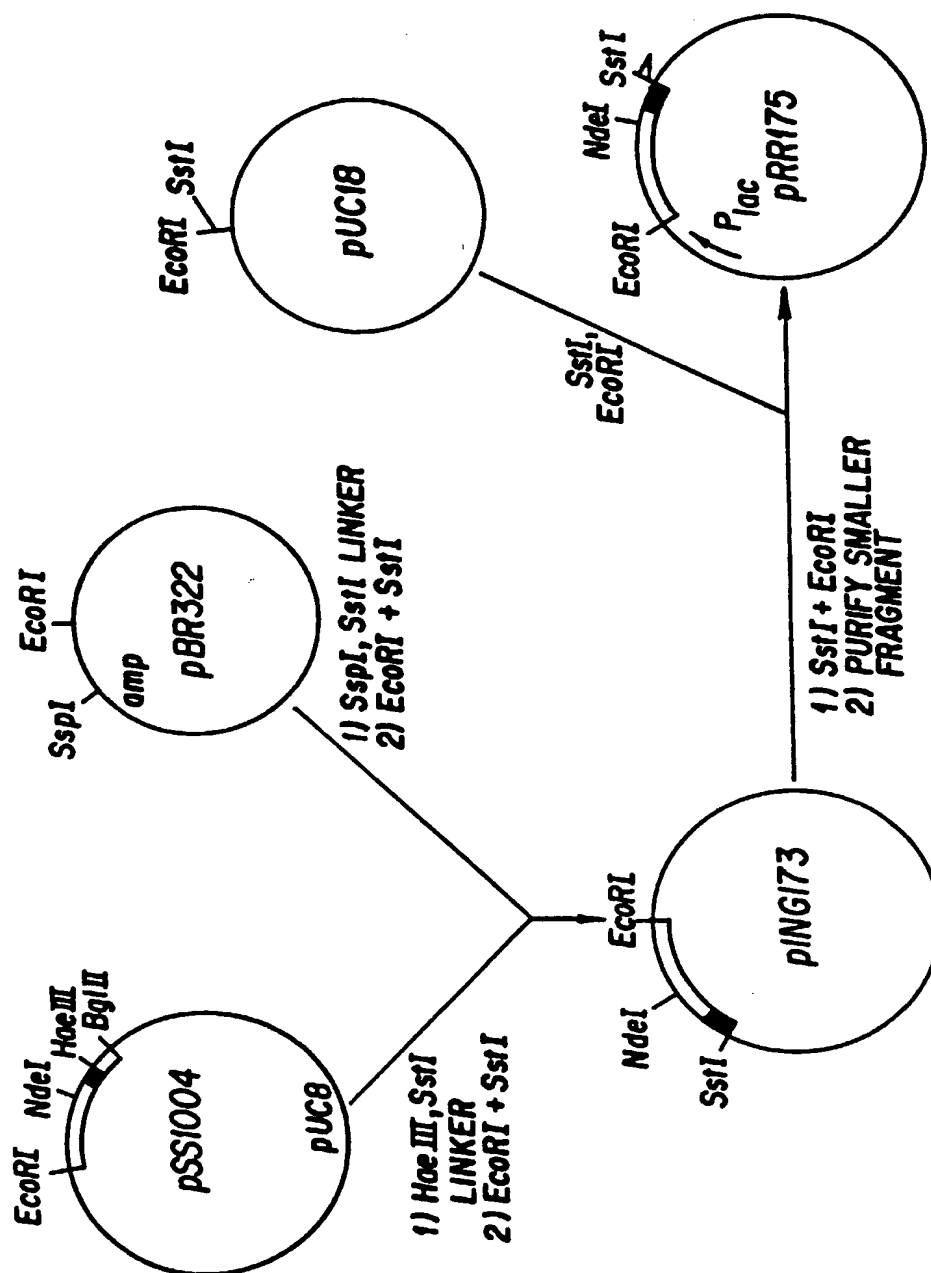 EcoRI
NdeI
HaeIII
BglII
pSS1004
pUC8
1) HaeIII, SstI
LINKER
2) EcoRI + SstI
SspI
EcoRI
amp
pBR322
1) SspI, SstI LINKER
2) EcoRI + SstI
EcoRI
SstI
pUC18
SstI,
EcoRI
EcoRI
NdeI
SstI
pING173
1) SstI + EcoRI
2) PURIFY SMALLER
FRAGMENT
EcoRI
NdeI
SstI
Plac
pRR175